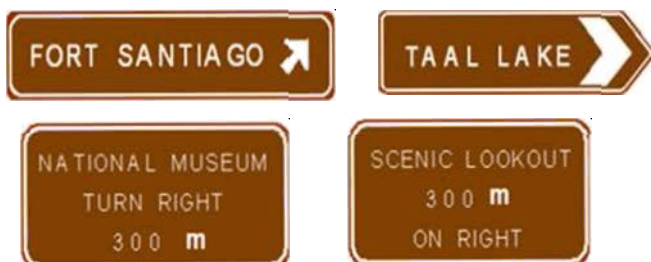 FORT SANTIAGO
TAAL LAKE
NATIONAL MUSEUM
TURN RIGHT
300 m
SCENIC LOOKOUT
300 m
ON RIGHT